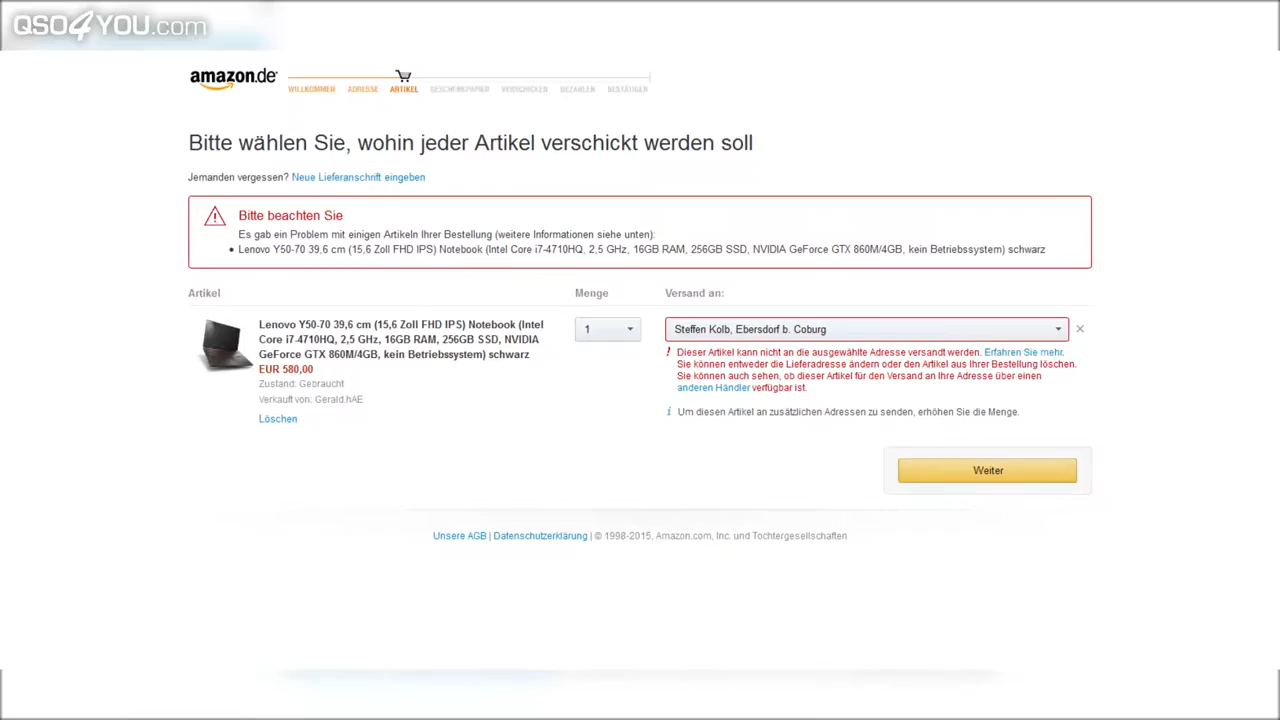 QSO4YOU.com
amazon.de
WILLKOMMEN ADRESSE ARTIKEL GESCHENKPAPIER VERSCHICKEN BEZAHLEN BESTÄTIGEN
Bitte wählen Sie, wohin jeder Artikel verschickt werden soll
Jemanden vergessen? Neue Lieferanschrift eingeben
Bitte beachten Sie
Es gab ein Problem mit einigen Artikeln Ihrer Bestellung (weitere Informationen siehe unten):
• Lenovo Y50-70 39,6 cm (15,6 Zoll FHD IPS) Notebook (Intel Core i7-4710HQ, 2,5 GHz, 16GB RAM, 256GB SSD, NVIDIA GeForce GTX 860M/4GB, kein Betriebssystem) schwarz
Artikel Menge Versand an:
Lenovo Y50-70 39,6 cm (15,6 Zoll FHD IPS) Notebook (Intel
Core i7-4710HQ, 2,5 GHz, 16GB RAM, 256GB SSD, NVIDIA
GeForce GTX 860M/4GB, kein Betriebssystem) schwarz
EUR 580,00
Zustand: Gebraucht
Verkauft von: Gerald.hAE
Löschen
1
Steffen Kolb, Ebersdorf b. Coburg
! Dieser Artikel kann nicht an die ausgewählte Adresse versandt werden. Erfahren Sie mehr.
Sie können entweder die Lieferadresse ändern oder den Artikel aus Ihrer Bestellung löschen.
Sie können auch sehen, ob dieser Artikel für den Versand an Ihre Adresse über einen
anderen Händler verfügbar ist.
i Um diesen Artikel an zusätzlichen Adressen zu senden, erhöhen Sie die Menge.
Weiter
Unsere AGB | Datenschutzerklärung | © 1998-2015, Amazon.com, Inc. und Tochtergesellschaften